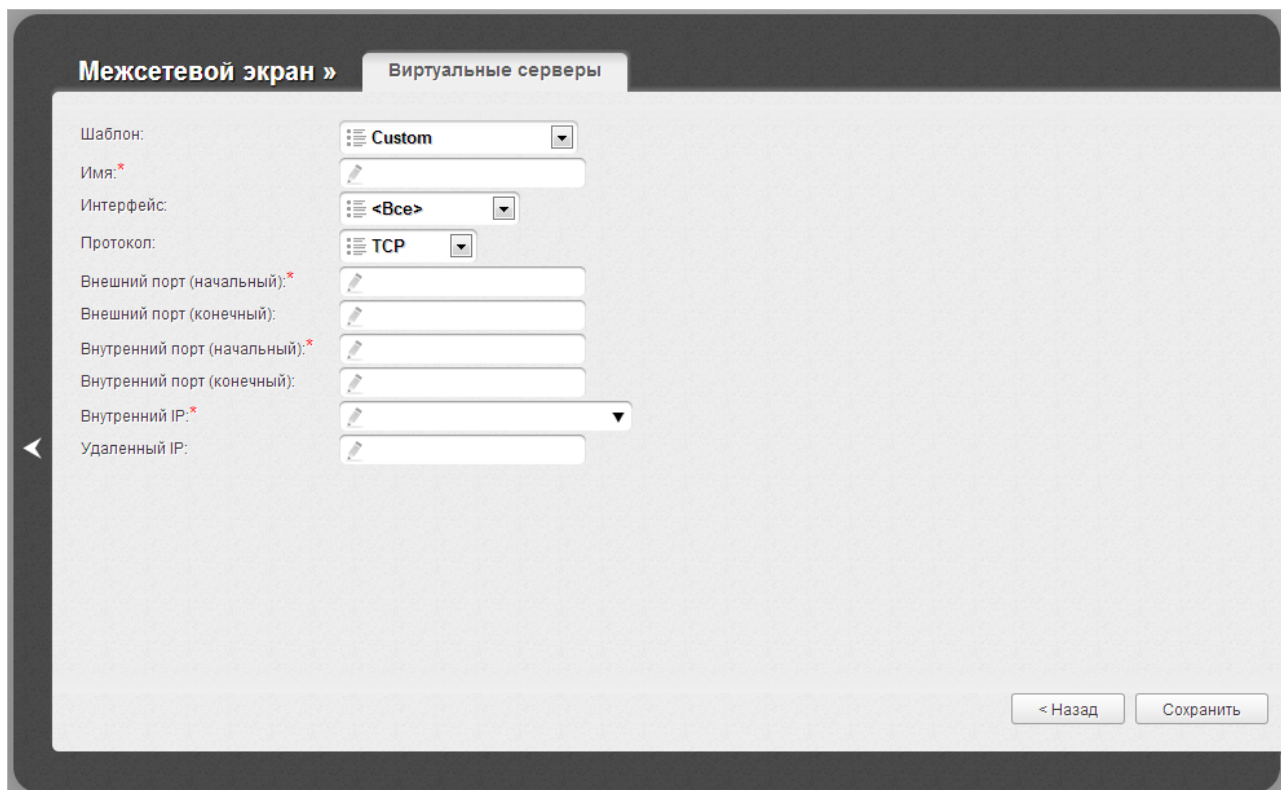 Межсетевой экран » Виртуальные серверы
Шаблон: Custom
Имя:*
Интерфейс: <Все>
Протокол: TCP
Внешний порт (начальный):*
Внешний порт (конечный):
Внутренний порт (начальный):*
Внутренний порт (конечный):
Внутренний IP:*
Удаленный IP:
< Назад Сохранить